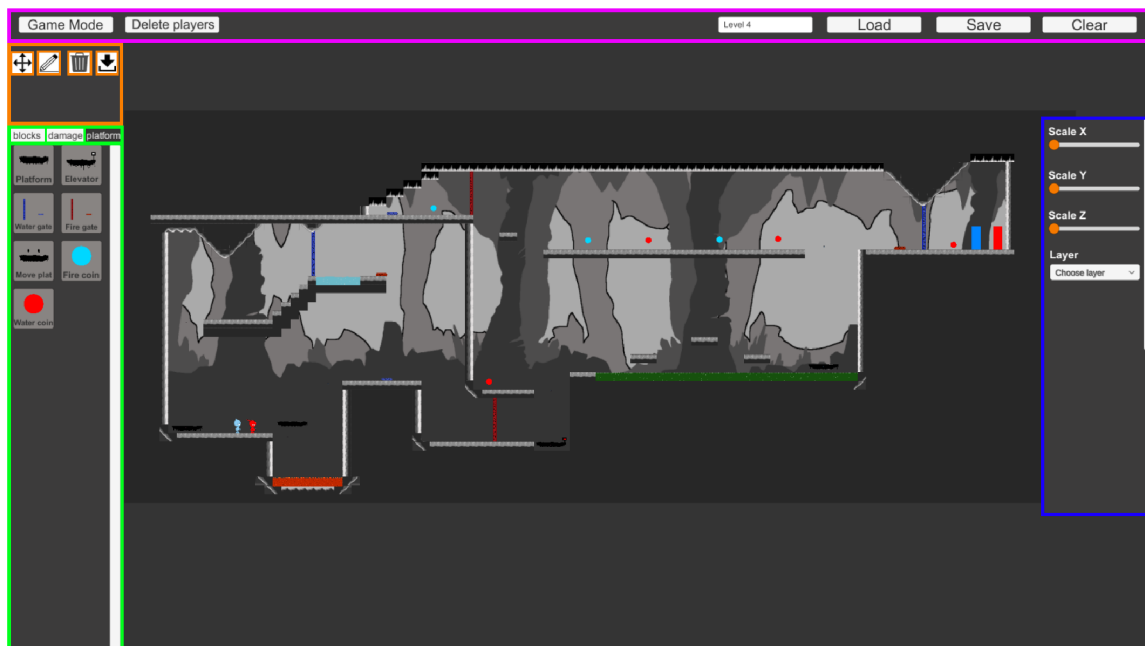 Game Mode Delete players Level 4 Load Save Clear
blocks damage platform
Platform Elevator
Water gate Fire gate
Move plat Fire coin
Water coin
Scale X
Scale Y
Scale Z
Layer
Choose layer